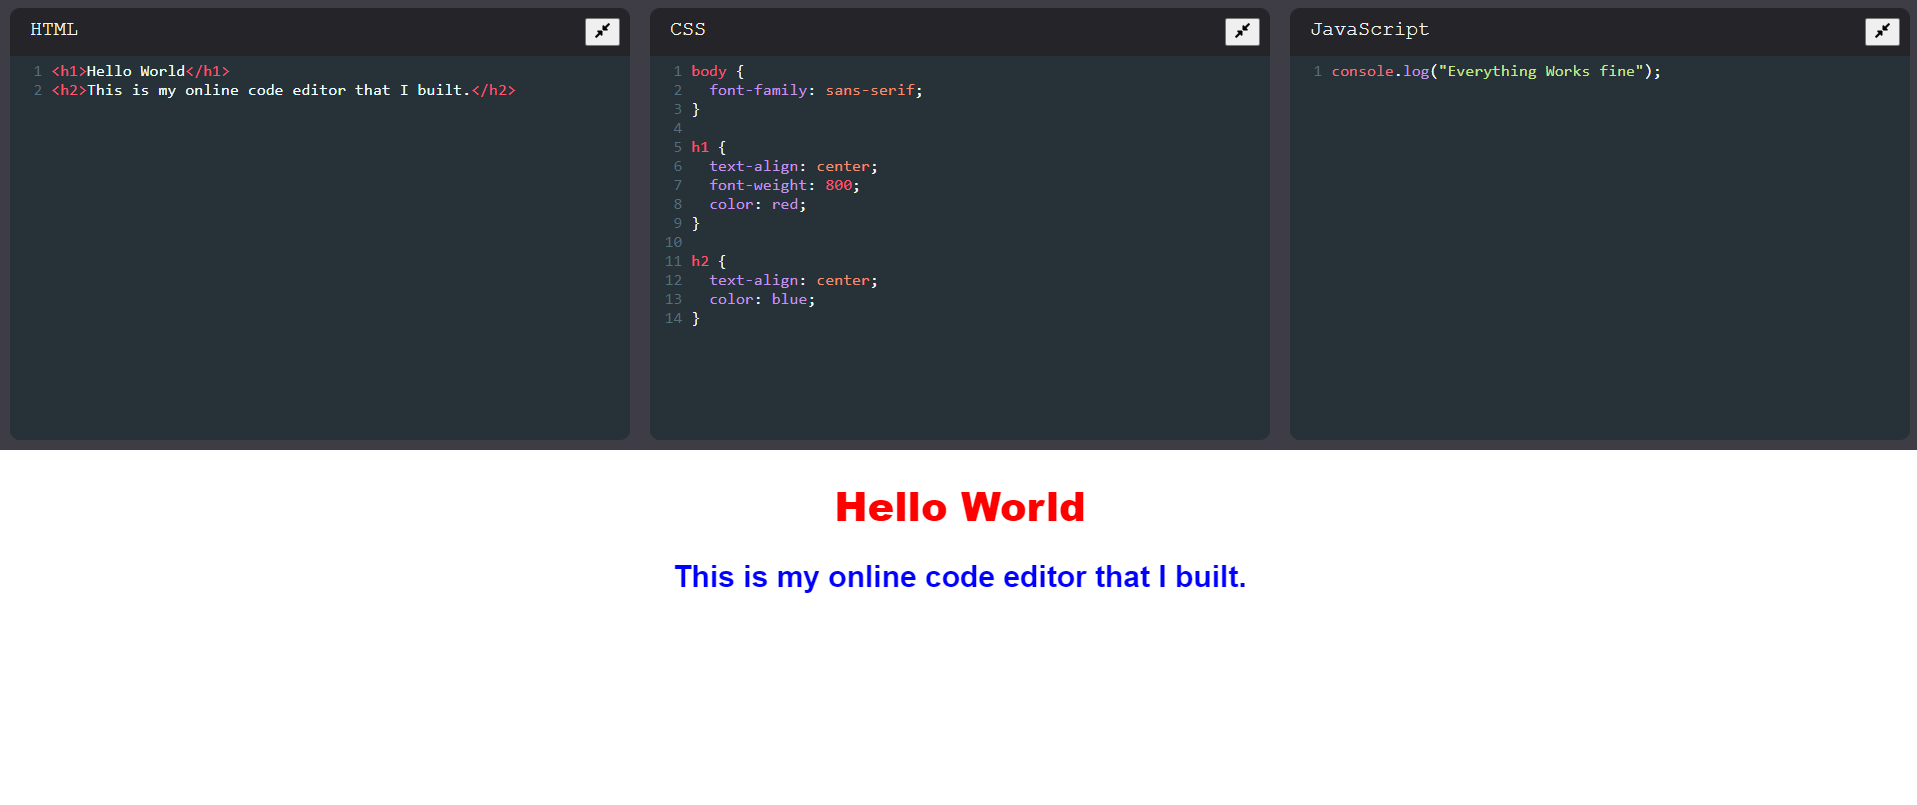 HTML
1 <h1>Hello World</h1>
2 <h2>This is my online code editor that I built.</h2>
CSS
1 body {
2   font-family: sans-serif;
3 }
4
5 h1 {
6   text-align: center;
7   font-weight: 800;
8   color: red;
9 }
10
11 h2 {
12   text-align: center;
13   color: blue;
14 }
JavaScript
1 console.log("Everything Works fine");
Hello World
This is my online code editor that I built.